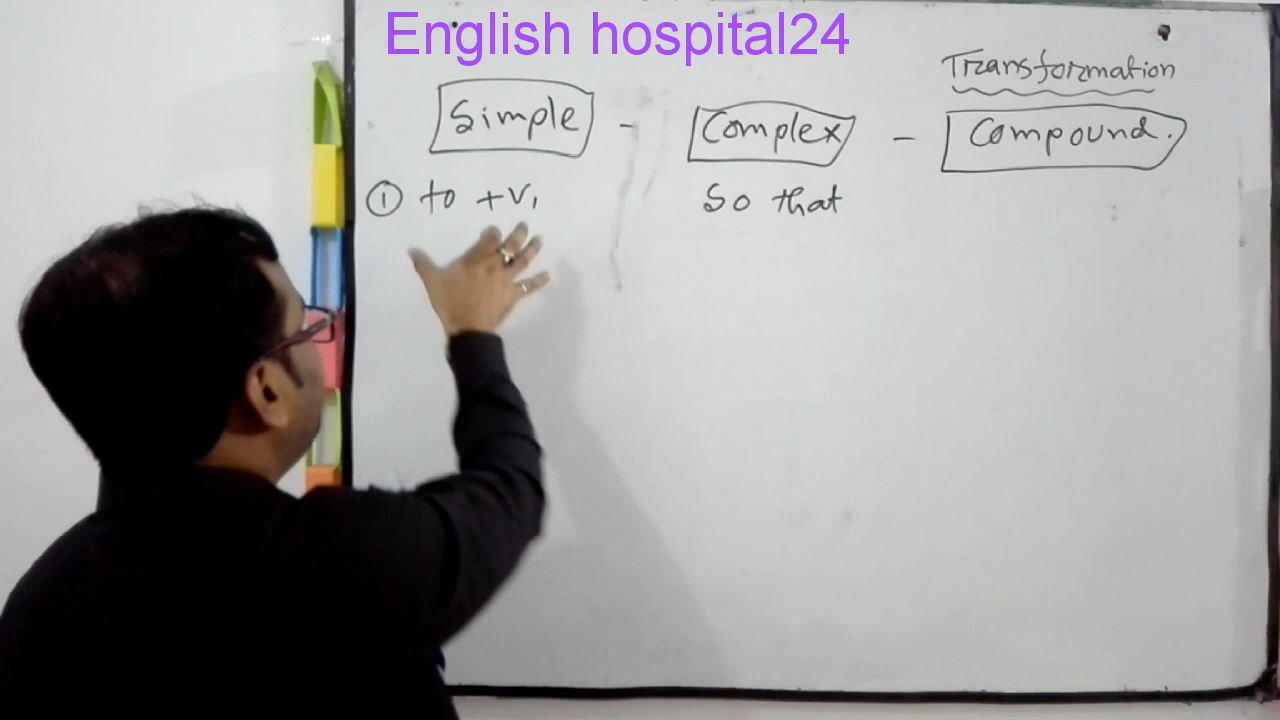 English hospital24
Transformation
Simple - Complex - Compound.
① to +V₁ So that